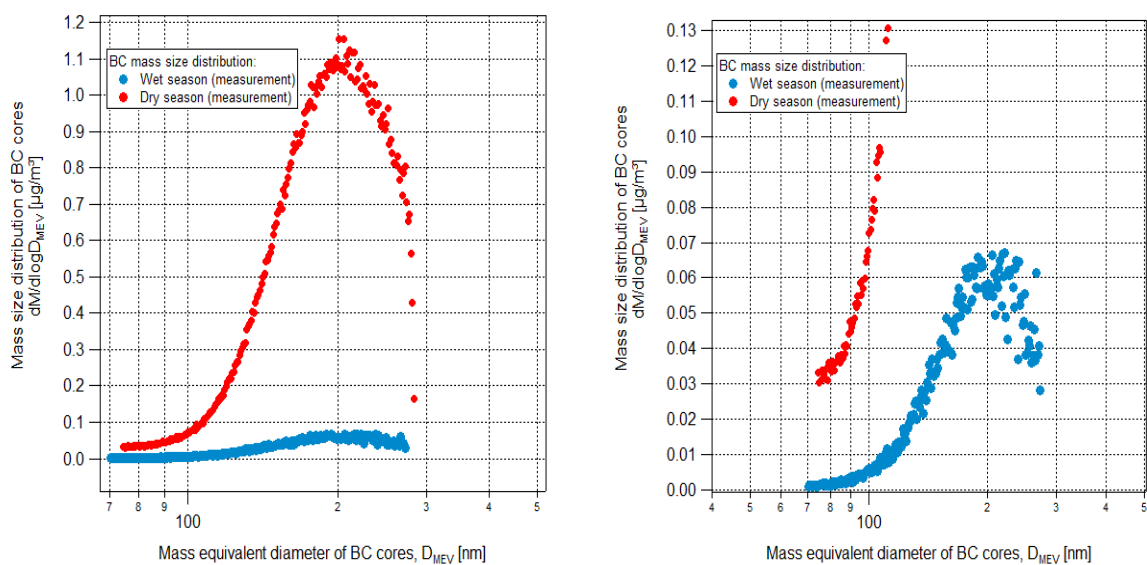 Mass size distribution of BC cores
dM/dlogD_MEV [µg/m³]
1.2
1.1
1.0
0.9
0.8
0.7
0.6
0.5
0.4
0.3
0.2
0.1
0.0
BC mass size distribution:
Wet season (measurement)
Dry season (measurement)
7 8 9 2 3 4 5
100
Mass equivalent diameter of BC cores, D_MEV [nm]
Mass size distribution of BC cores
dM/dlogD_MEV [µg/m³]
0.13
0.12
0.11
0.10
0.09
0.08
0.07
0.06
0.05
0.04
0.03
0.02
0.01
0.00
BC mass size distribution:
Wet season (measurement)
Dry season (measurement)
4 5 6 7 8 9 2 3 4 5
100
Mass equivalent diameter of BC cores, D_MEV [nm]